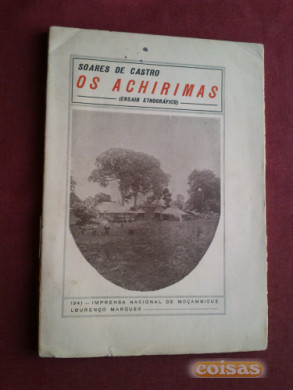 SOARES DE CASTRO
OS ACHIRIMAS
(ENSAIO ETNOGRÁFICO)
1941 — IMPRENSA NACIONAL DE MOÇAMBIQUE
LOURENÇO MARQUES
coisas